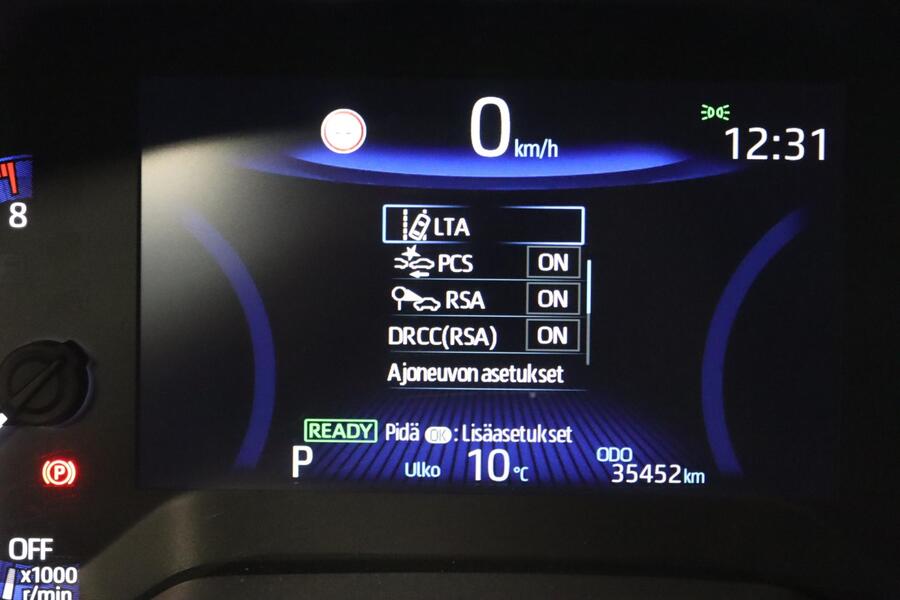 0 km/h
12:31
8
LTA
PCS ON
RSA ON
DRCC(RSA) ON
Ajoneuvon asetukset
READY Pidä OK : Lisäasetukset
P Ulko 10 °C ODO 35452 km
P
OFF
x1000
r/min